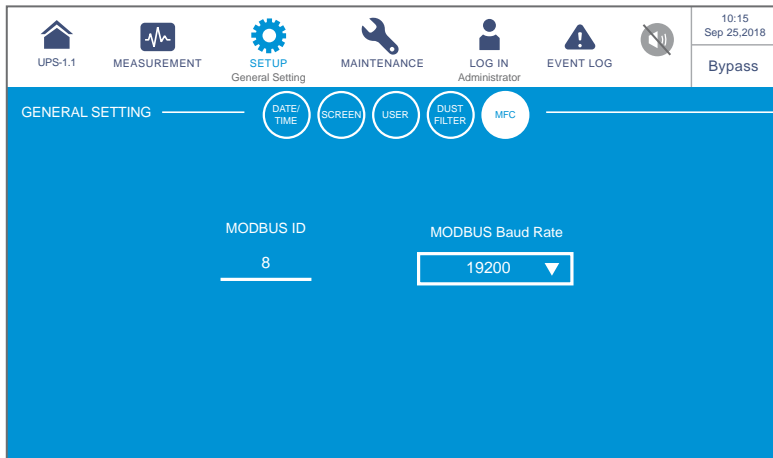 10:15
Sep 25,2018
UPS-1.1
MEASUREMENT
SETUP
General Setting
MAINTENANCE
LOG IN
Administrator
EVENT LOG
Bypass
GENERAL SETTING
DATE/
TIME
SCREEN
USER
DUST
FILTER
MFC
MODBUS ID
8
MODBUS Baud Rate
19200